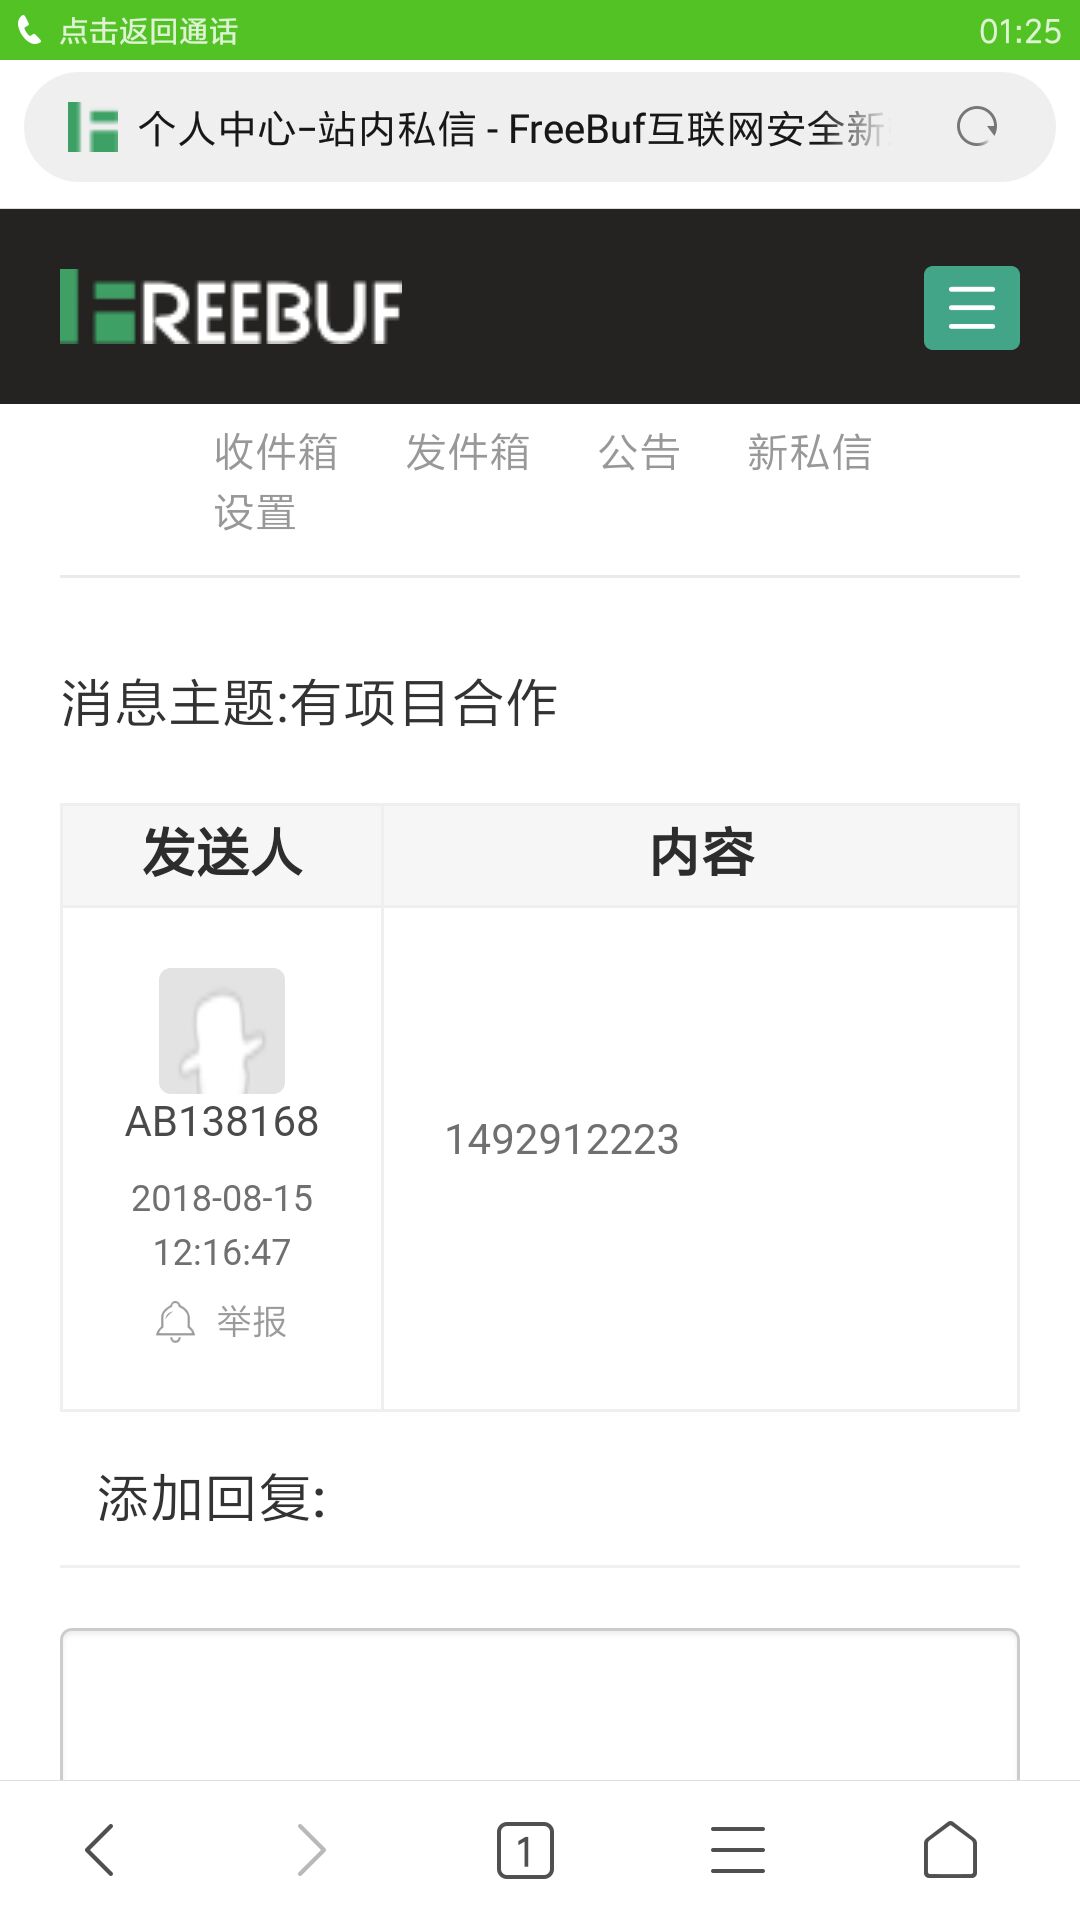 点击返回通话 01:25
个人中心-站内私信 - FreeBuf互联网安全新
FREEBUF
收件箱 发件箱 公告 新私信
设置
消息主题:有项目合作
发送人 内容
AB138168
1492912223
2018-08-15
12:16:47
举报
添加回复:
1